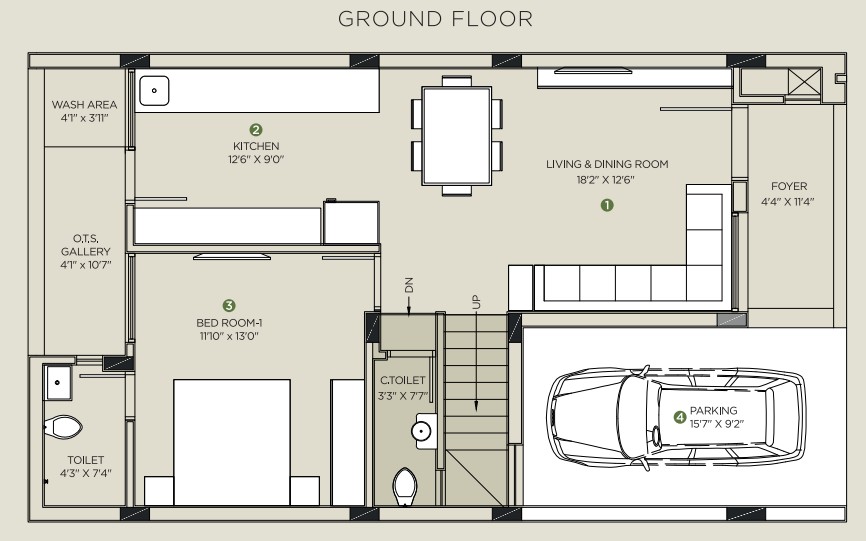 GROUND FLOOR
WASH AREA
4'1" x 3'11"
2
KITCHEN
12'6" X 9'0"
LIVING & DINING ROOM
18'2" X 12'6"
1
FOYER
4'4" X 11'4"
O.T.S.
GALLERY
4'1" x 10'7"
3
BED ROOM-1
11'10" x 13'0"
DN
UP
C.TOILET
3'3" X 7'7"
4 PARKING
15'7" X 9'2"
TOILET
4'3" X 7'4"